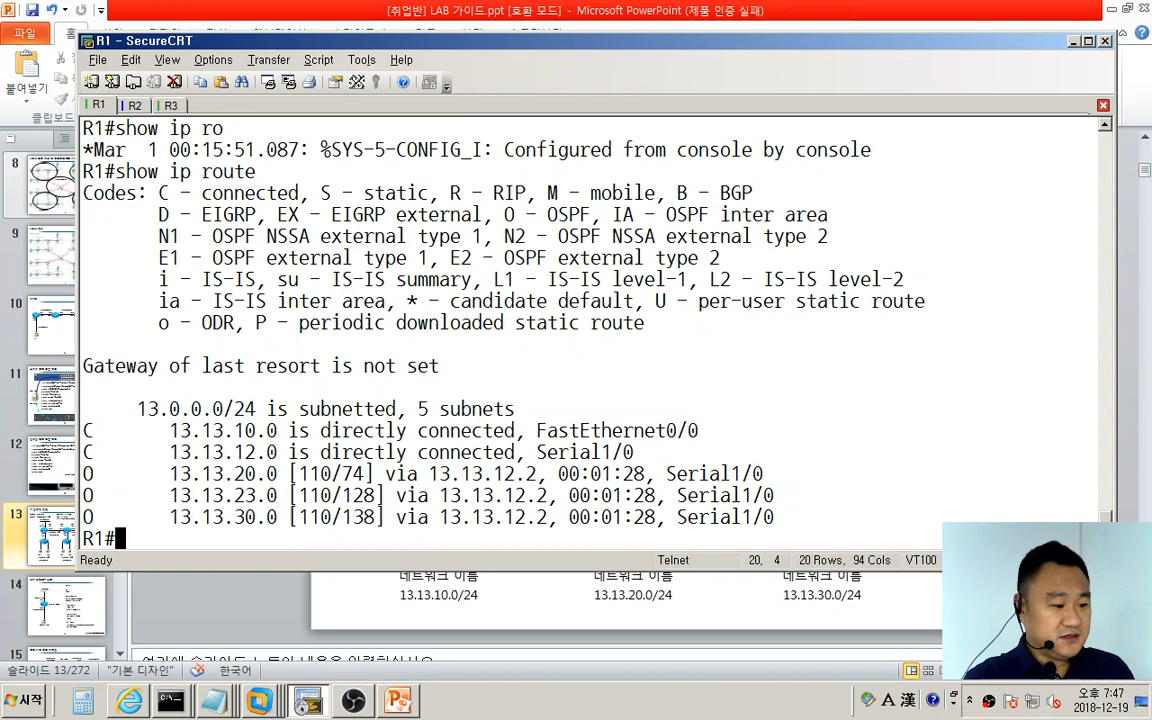 [취업반] LAB 가이드.ppt [호환 모드] - Microsoft PowerPoint (제품 인증 실패)
파일
홈
R1 - SecureCRT
File Edit View Options Transfer Script Tools Help
붙여넣기
클립보드
R1 R2 R3
R1#show ip ro
*Mar  1 00:15:51.087: %SYS-5-CONFIG_I: Configured from console by console
R1#show ip route
Codes: C - connected, S - static, R - RIP, M - mobile, B - BGP
       D - EIGRP, EX - EIGRP external, O - OSPF, IA - OSPF inter area
       N1 - OSPF NSSA external type 1, N2 - OSPF NSSA external type 2
       E1 - OSPF external type 1, E2 - OSPF external type 2
       i - IS-IS, su - IS-IS summary, L1 - IS-IS level-1, L2 - IS-IS level-2
       ia - IS-IS inter area, * - candidate default, U - per-user static route
       o - ODR, P - periodic downloaded static route
Gateway of last resort is not set
     13.0.0.0/24 is subnetted, 5 subnets
C       13.13.10.0 is directly connected, FastEthernet0/0
C       13.13.12.0 is directly connected, Serial1/0
O       13.13.20.0 [110/74] via 13.13.12.2, 00:01:28, Serial1/0
O       13.13.23.0 [110/128] via 13.13.12.2, 00:01:28, Serial1/0
O       13.13.30.0 [110/138] via 13.13.12.2, 00:01:28, Serial1/0
R1#
Ready Telnet 20, 4 20 Rows, 94 Cols VT100
8
9
10
11
12
13
14
15
네트워크 이름 네트워크 이름 네트워크 이름
13.13.10.0/24 13.13.20.0/24 13.13.30.0/24
슬라이드 13/272 "기본 디자인" 한국어
시작
A 漢
오후 7:47
2018-12-19